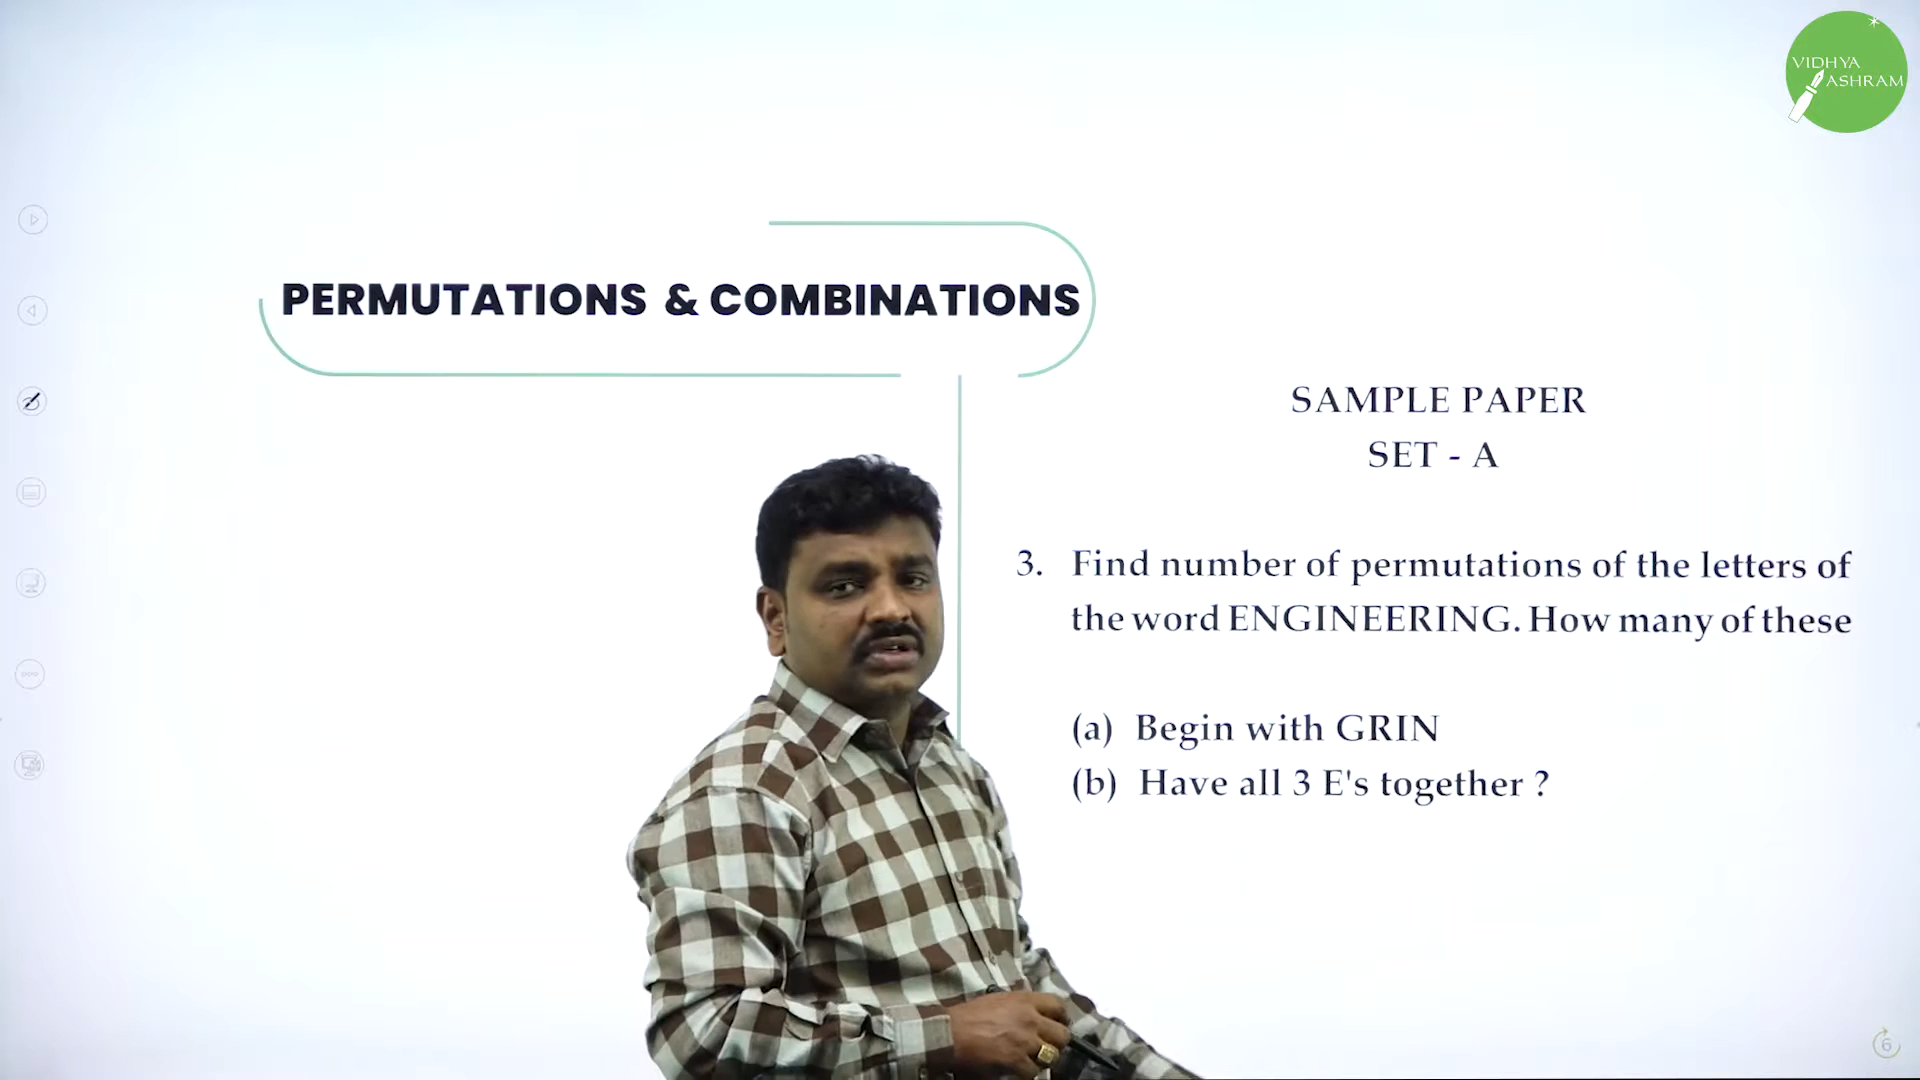 VIDHYA
ASHRAM
PERMUTATIONS & COMBINATIONS
SAMPLE PAPER
SET - A
3. Find number of permutations of the letters of
the word ENGINEERING. How many of these
(a) Begin with GRIN
(b) Have all 3 E's together ?
6